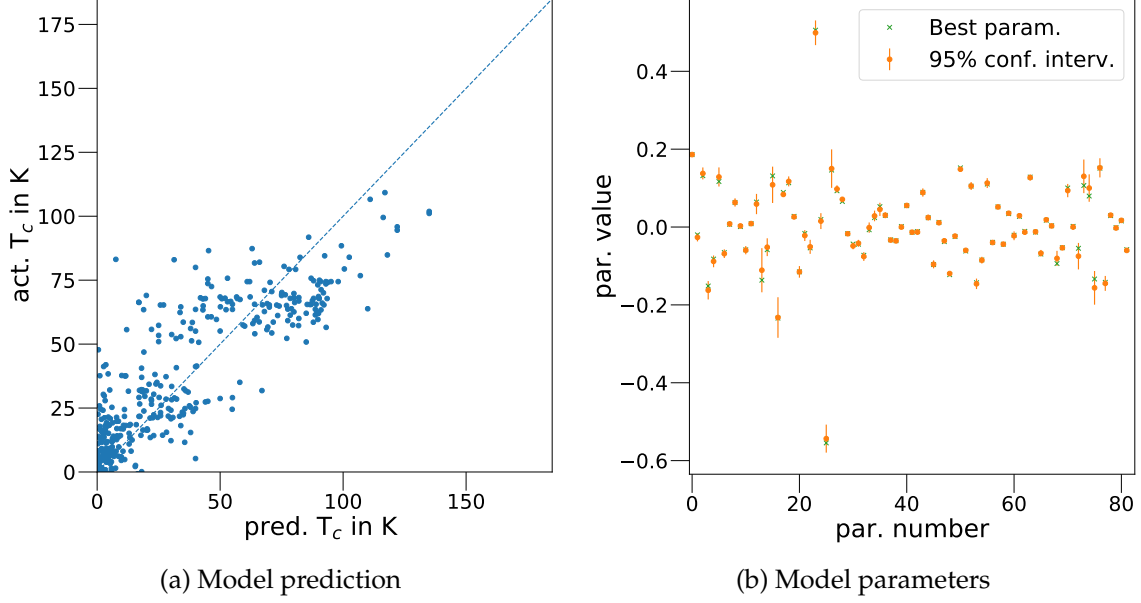 175
150
125
100
75
50
25
0
act. T_c in K
0 50 100 150
pred. T_c in K
(a) Model prediction
Best param.
95% conf. interv.
0.4
0.2
0.0
−0.2
−0.4
−0.6
par. value
0 20 40 60 80
par. number
(b) Model parameters